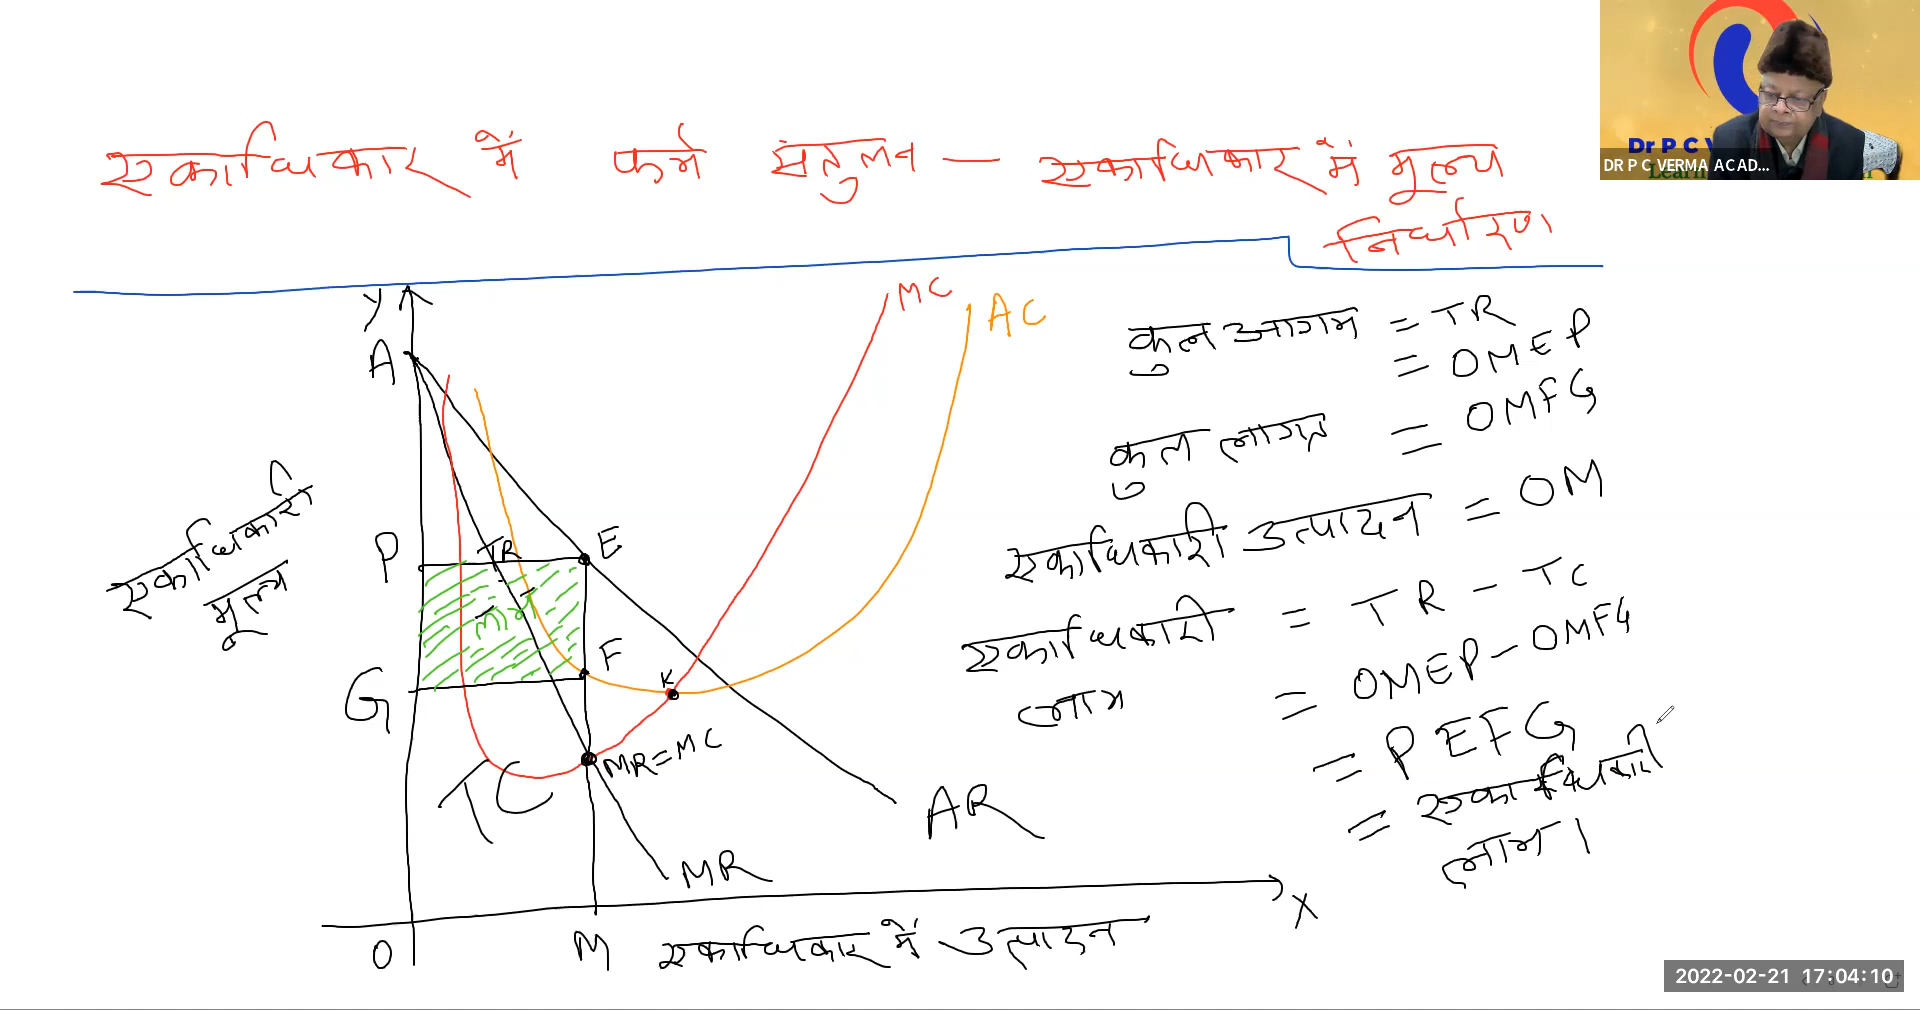 एकाधिकार में फर्म संतुलन — एकाधिकार में मूल्य
निर्धारण
Dr P C V
DR P C VERMA ACAD...
Learn
Y
A
MC
AC
एकाधिकारी
मूल्य
P
E
TR
लाभ
G
F
K
MR=MC
TC
AR
MR
O
M
X
एकाधिकार में उत्पादन
कुल आगम = TR
= OMEP
कुल लागत = OMFG
एकाधिकारी उत्पादन = OM
एकाधिकारी = TR - TC
लाभ = OMEP - OMFG
= PEFG
= एकाधिकारी
लाभ।
2022-02-21 17:04:10